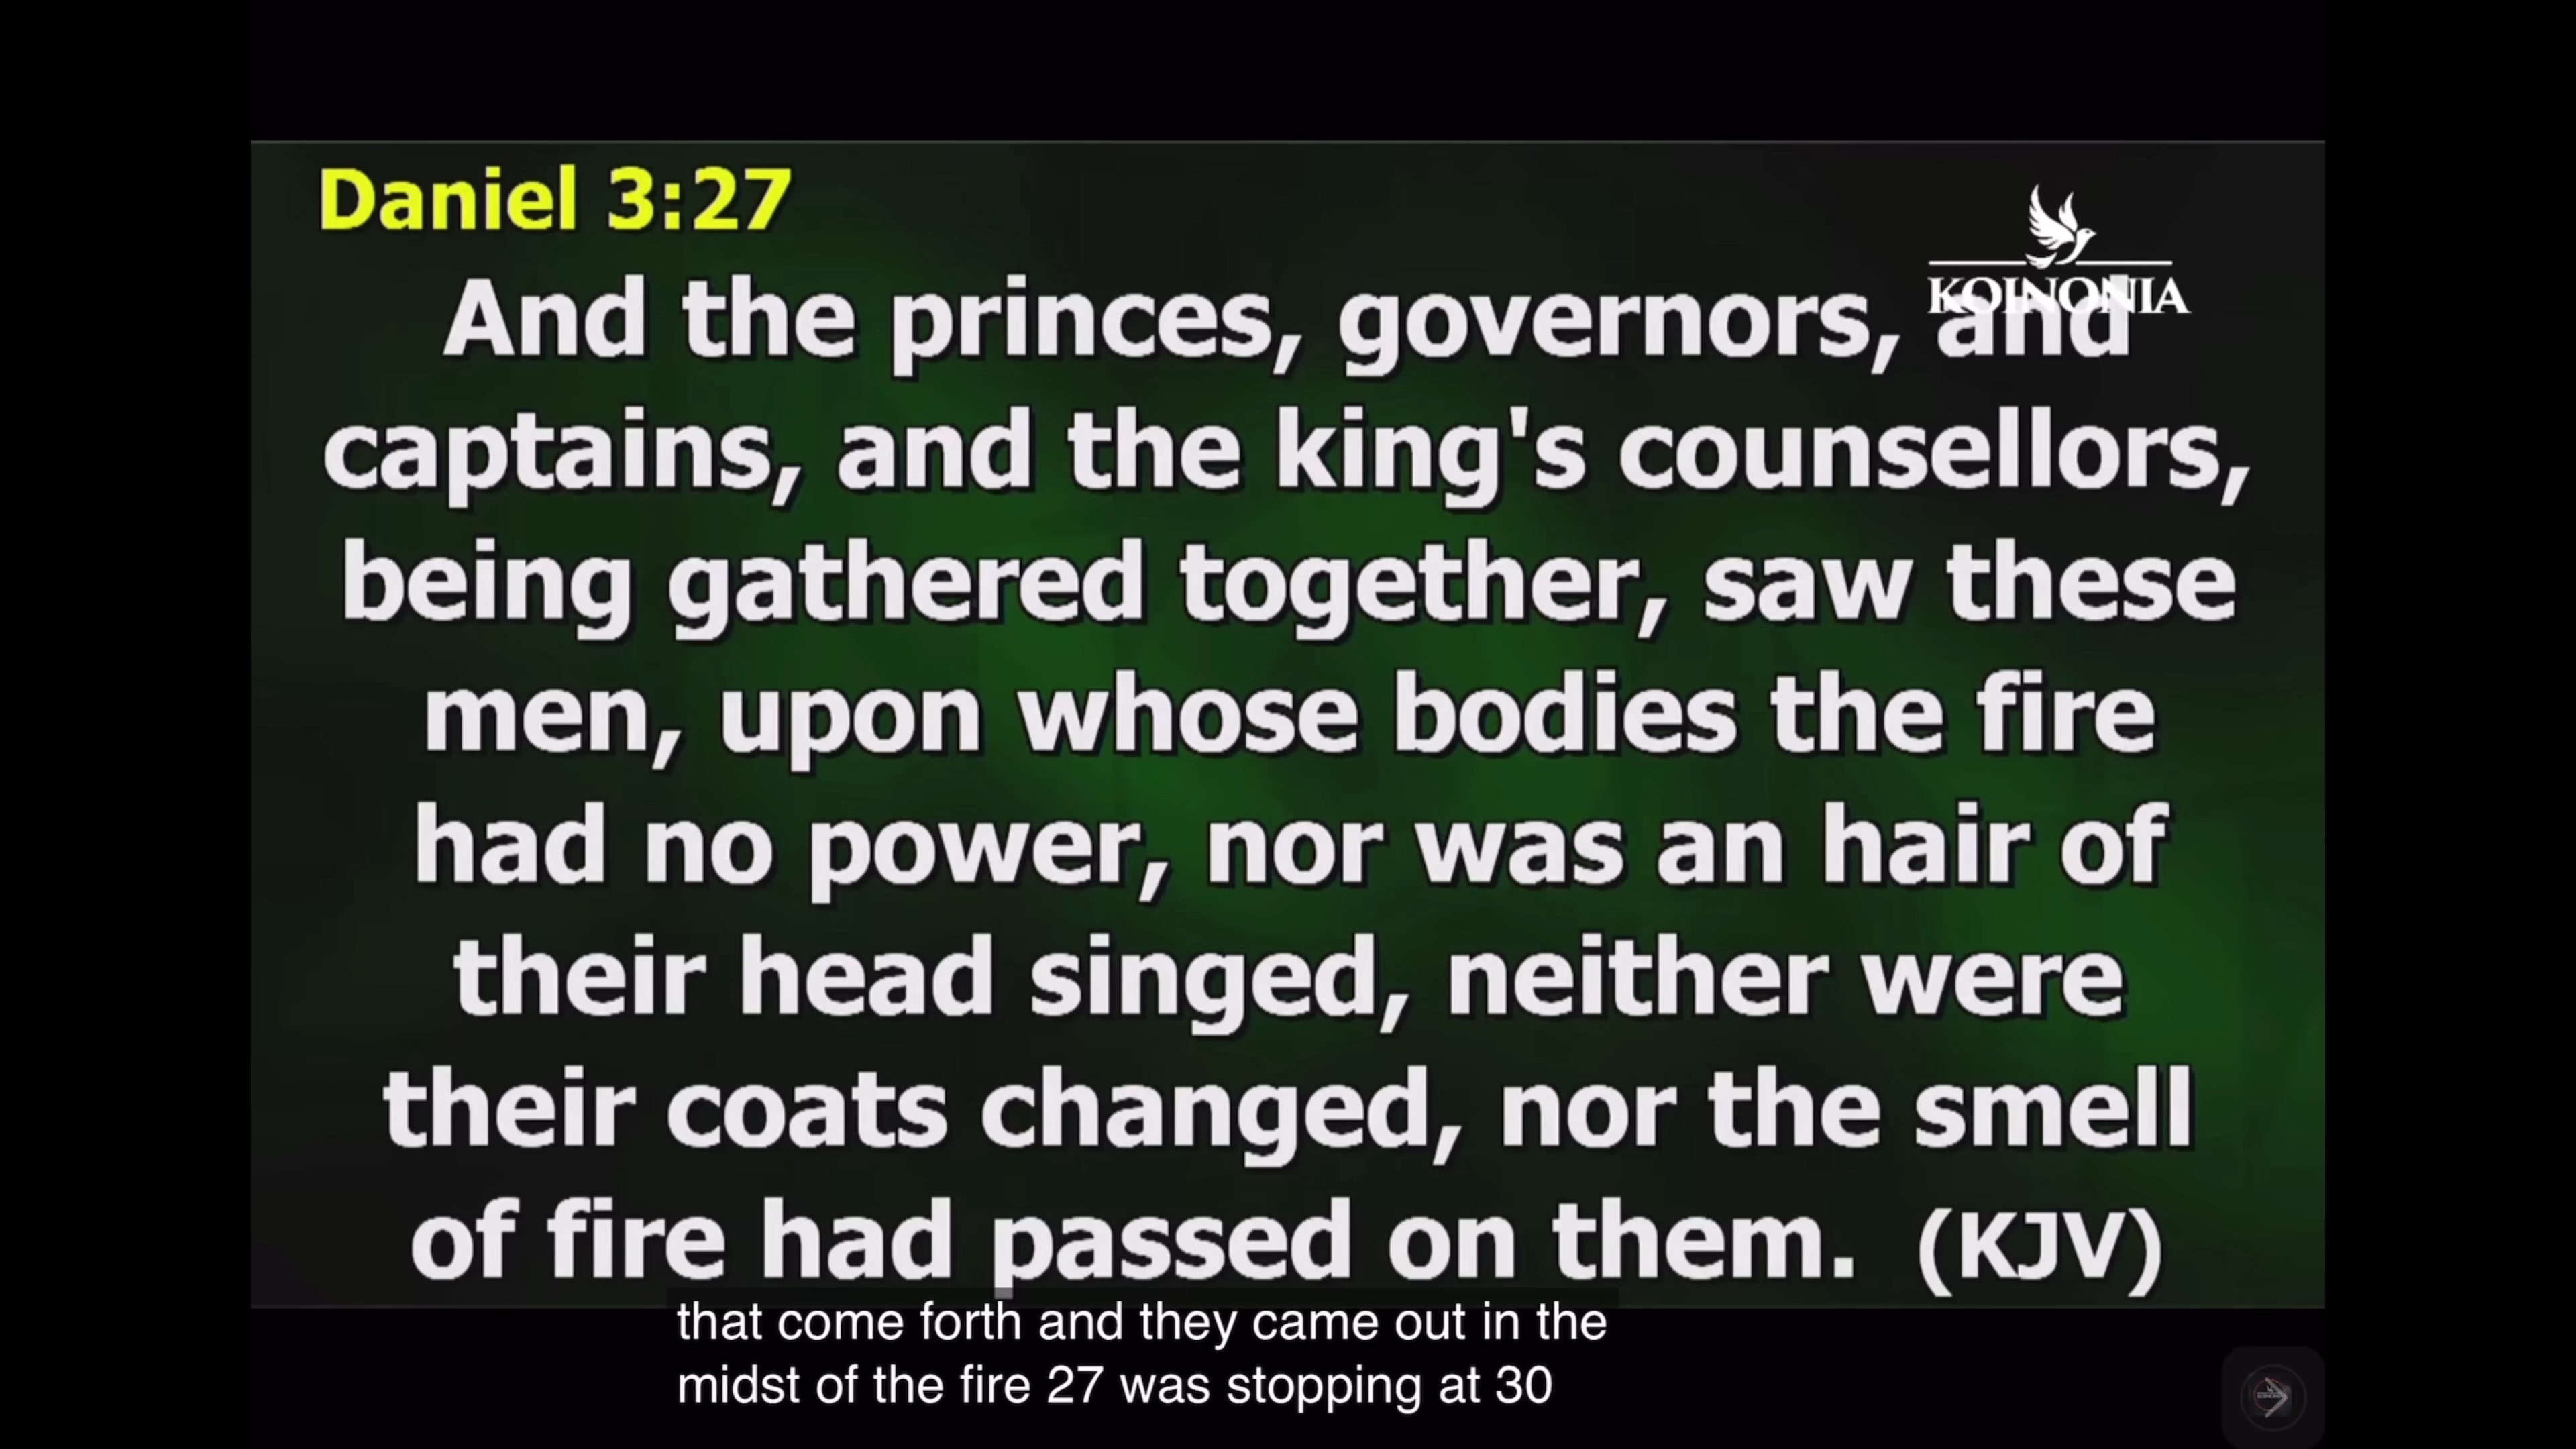 Daniel 3:27
KOINONIA
And the princes, governors, and
captains, and the king's counsellors,
being gathered together, saw these
men, upon whose bodies the fire
had no power, nor was an hair of
their head singed, neither were
their coats changed, nor the smell
of fire had passed on them. (KJV)
that come forth and they came out in the
midst of the fire 27 was stopping at 30